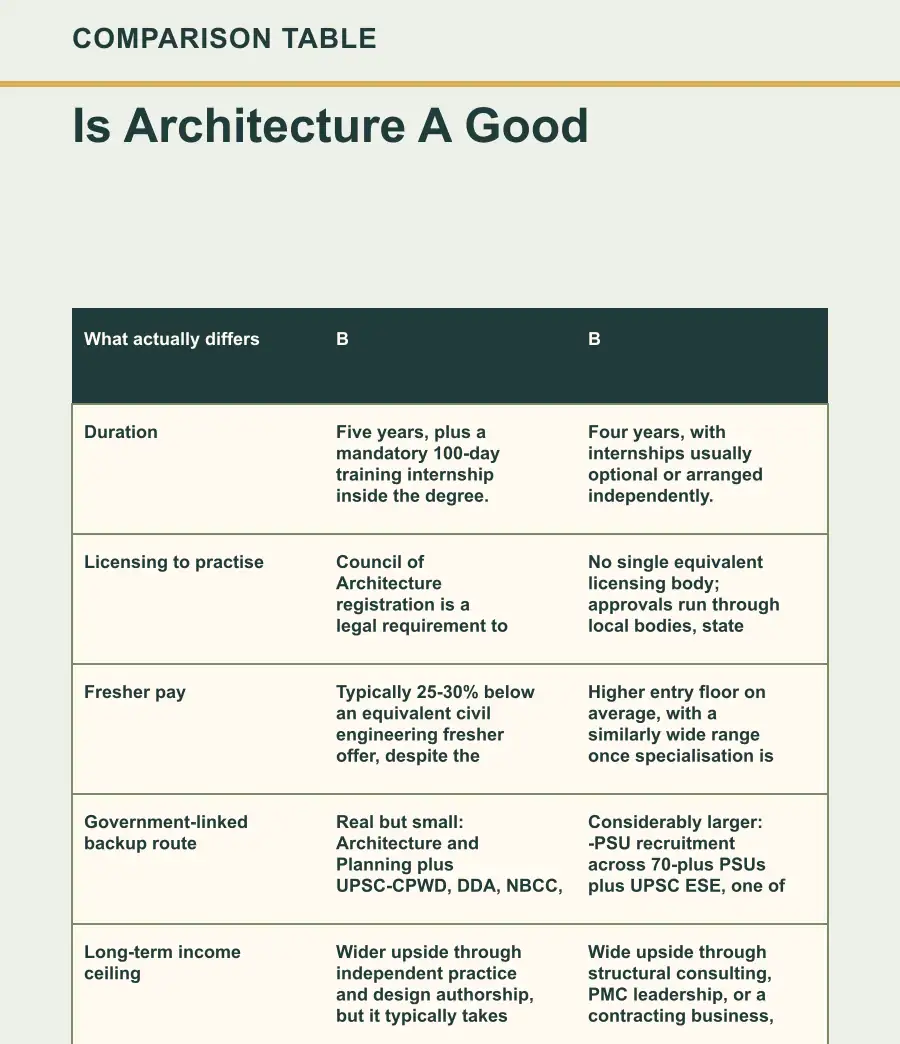 COMPARISON TABLE
Is Architecture A Good
What actually differs
B
B
Duration
Five years, plus a
mandatory 100-day
training internship
inside the degree.
Four years, with
internships usually
optional or arranged
independently.
Licensing to practise
Council of
Architecture
registration is a
legal requirement to
No single equivalent
licensing body;
approvals run through
local bodies, state
Fresher pay
Typically 25-30% below
an equivalent civil
engineering fresher
offer, despite the
Higher entry floor on
average, with a
similarly wide range
once specialisation is
Government-linked
backup route
Real but small:
Architecture and
Planning plus
UPSC-CPWD, DDA, NBCC,
Considerably larger:
-PSU recruitment
across 70-plus PSUs
plus UPSC ESE, one of
Long-term income
ceiling
Wider upside through
independent practice
and design authorship,
but it typically takes
Wide upside through
structural consulting,
PMC leadership, or a
contracting business,